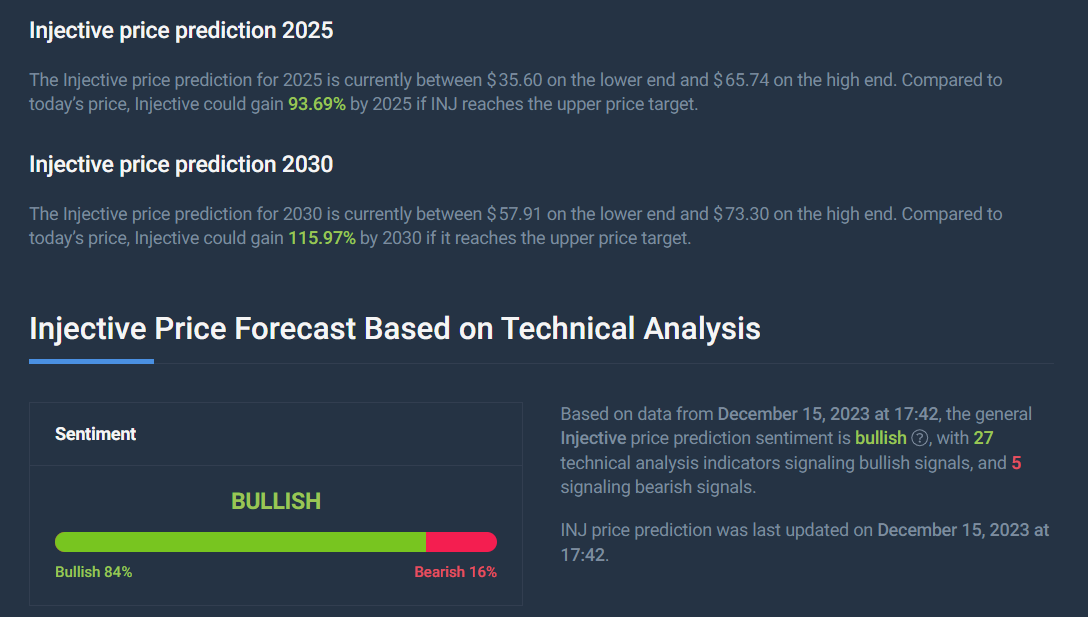 Injective price prediction 2025
The Injective price prediction for 2025 is currently between $35.60 on the lower end and $65.74 on the high end. Compared to
today’s price, Injective could gain 93.69% by 2025 if INJ reaches the upper price target.
Injective price prediction 2030
The Injective price prediction for 2030 is currently between $57.91 on the lower end and $73.30 on the high end. Compared to
today’s price, Injective could gain 115.97% by 2030 if it reaches the upper price target.
Injective Price Forecast Based on Technical Analysis
Sentiment
BULLISH
Bullish 84%
Bearish 16%
Based on data from December 15, 2023 at 17:42, the general
Injective price prediction sentiment is bullish ?, with 27
technical analysis indicators signaling bullish signals, and 5
signaling bearish signals.
INJ price prediction was last updated on December 15, 2023 at
17:42.